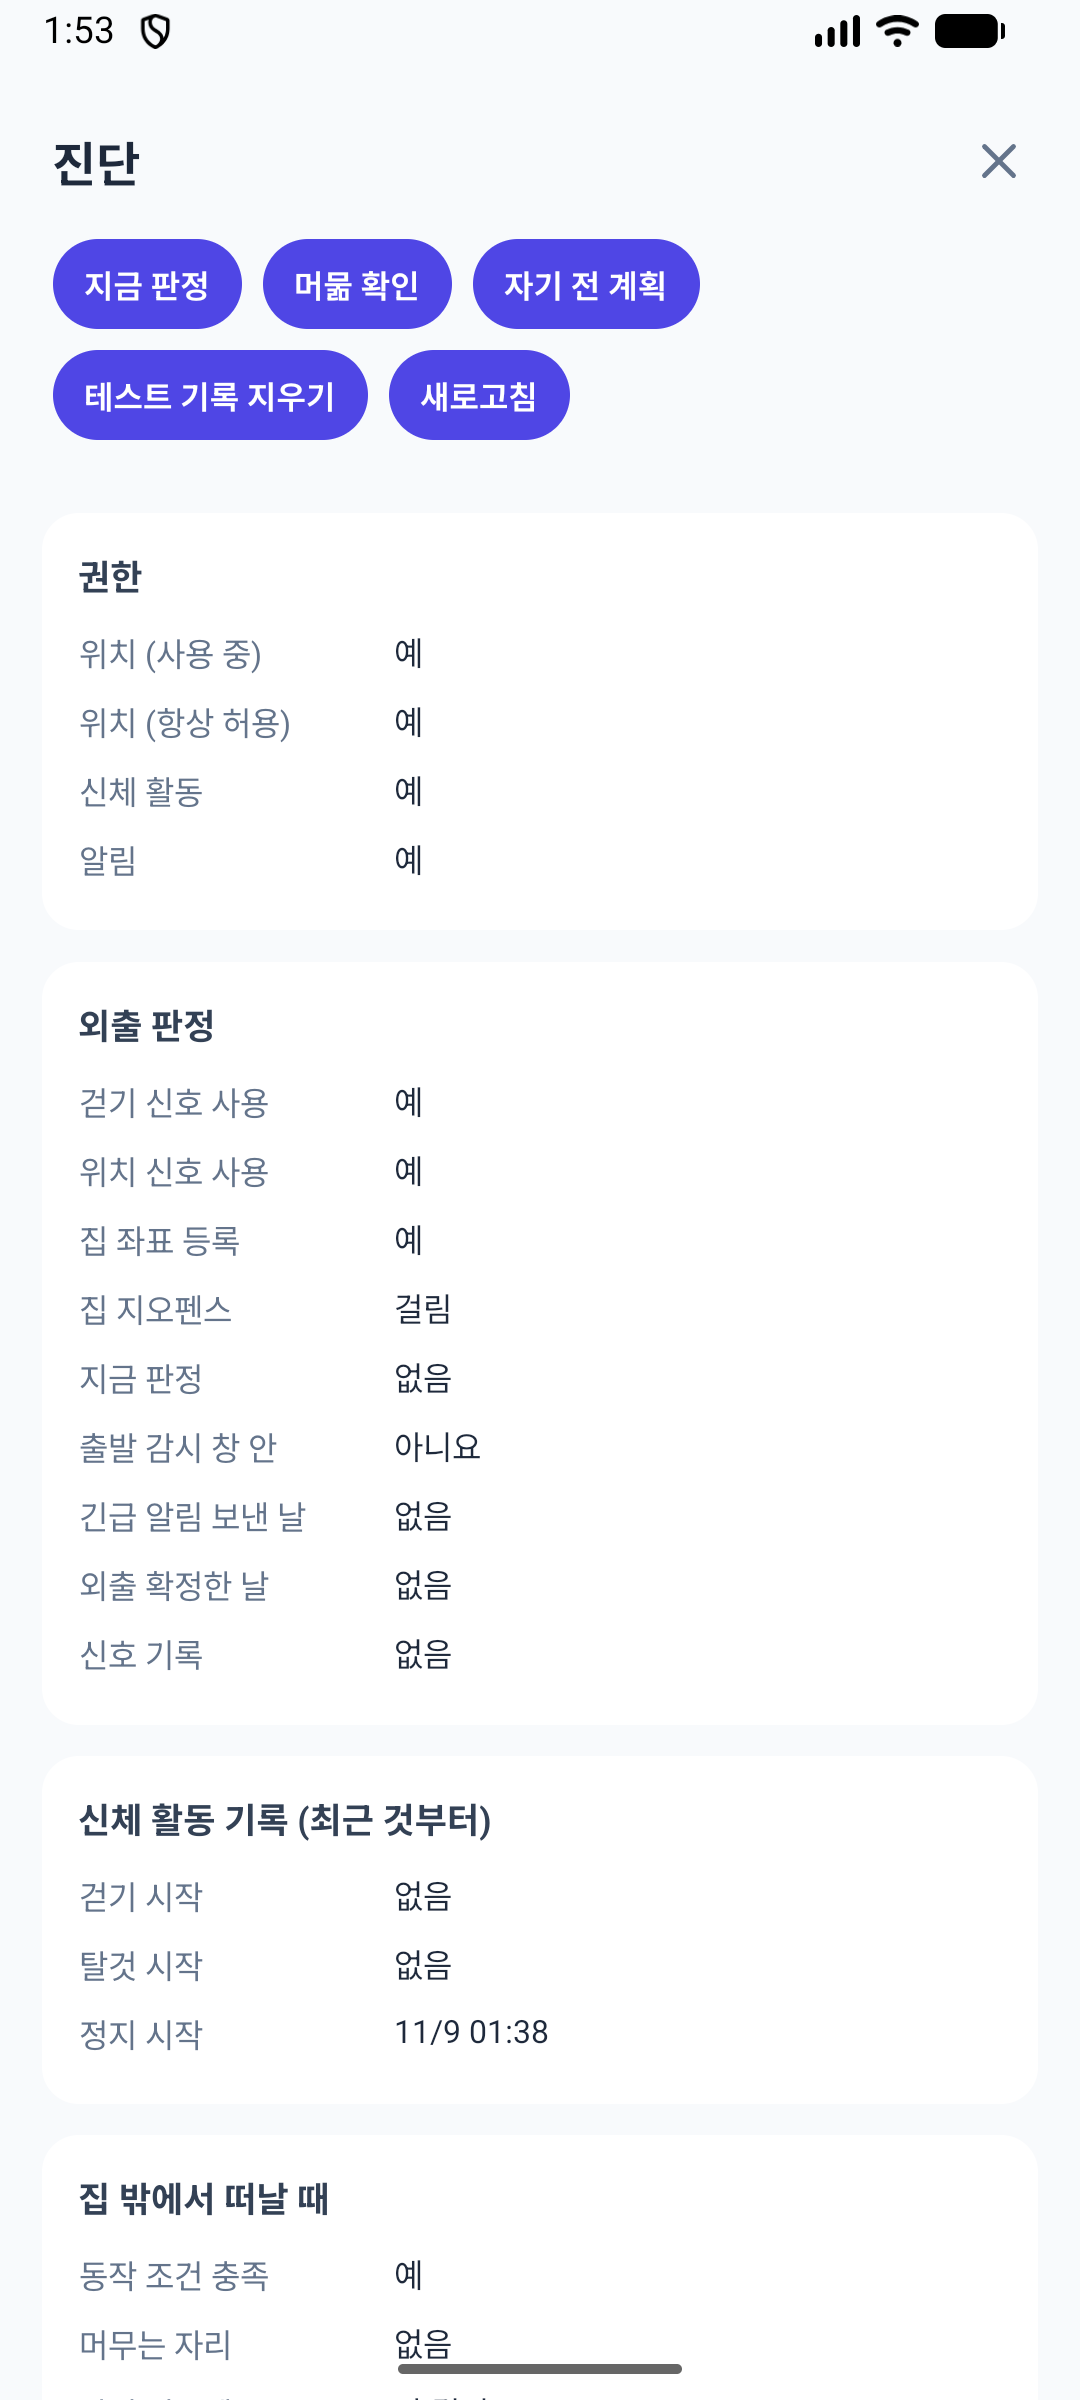 1:53
진단
지금 판정
머묾 확인
자기 전 계획
테스트 기록 지우기
새로고침
권한
위치 (사용 중) 예
위치 (항상 허용) 예
신체 활동 예
알림 예
외출 판정
걷기 신호 사용 예
위치 신호 사용 예
집 좌표 등록 예
집 지오펜스 걸림
지금 판정 없음
출발 감시 창 안 아니요
긴급 알림 보낸 날 없음
외출 확정한 날 없음
신호 기록 없음
신체 활동 기록 (최근 것부터)
걷기 시작 없음
탈것 시작 없음
정지 시작 11/9 01:38
집 밖에서 떠날 때
동작 조건 충족 예
머무는 자리 없음